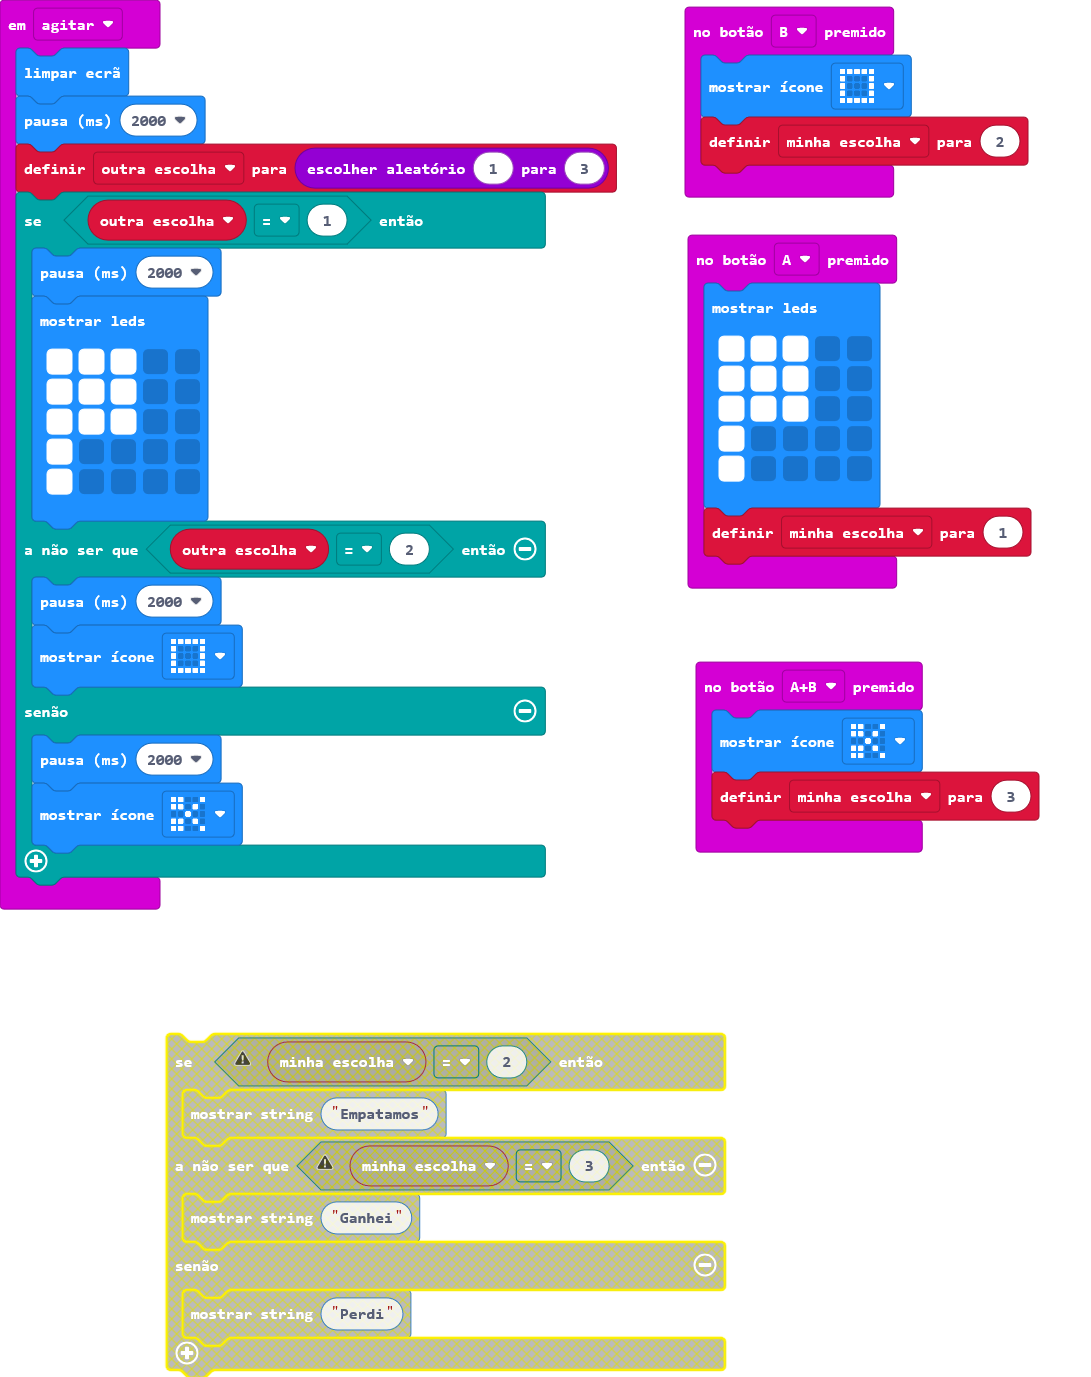 em agitar
limpar ecrã
pausa (ms) 2000
definir outra escolha para escolher aleatório 1 para 3
se outra escolha = 1 então
pausa (ms) 2000
mostrar leds
a não ser que outra escolha = 2 então
pausa (ms) 2000
mostrar ícone
senão
pausa (ms) 2000
mostrar ícone
no botão B premido
mostrar ícone
definir minha escolha para 2
no botão A premido
mostrar leds
definir minha escolha para 1
no botão A+B premido
mostrar ícone
definir minha escolha para 3
se minha escolha = 2 então
mostrar string "Empatamos"
a não ser que minha escolha = 3 então
mostrar string "Ganhei"
senão
mostrar string "Perdi"